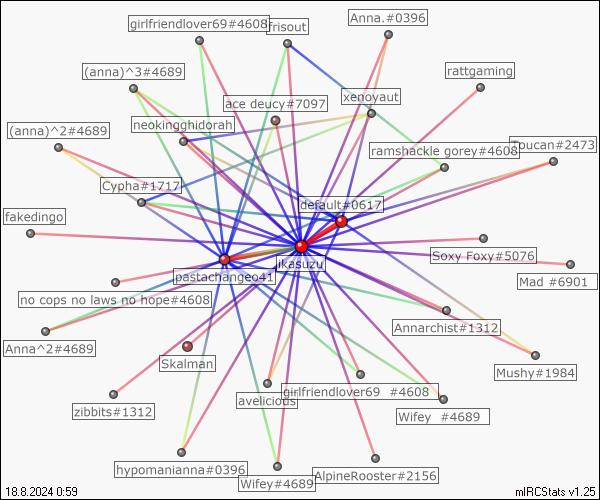 girlfriendlover69#4608
frisout
Anna.#0396
(anna)^3#4689
rattgaming
ace deucy#7097
xenoyaut
(anna)^2#4689
neokingghidorah
ramshackle gorey#4608
Toucan#2473
Cypha#1717
default#0617
fakedingo
jkasuzu
Soxy Foxy#5076
pastachangeo41
Mad #6901
no cops no laws no hope#4608
Annarchist#1312
Anna^2#4689
Skalman
Mushy#1984
avelicious
girlfriendlover69 #4608
zibbits#1312
Wifey #4689
hypomanianna#0396
Wifey#4689
AlpineRooster#2156
18.8.2024 0:59
mIRCStats v1.25